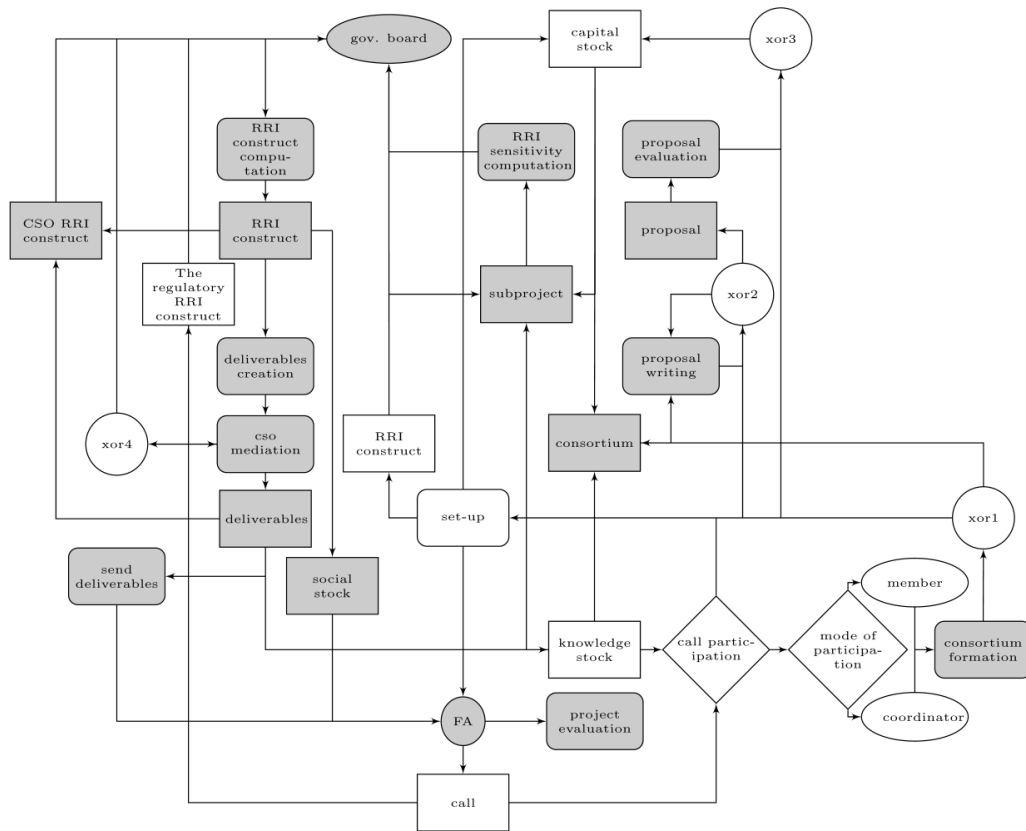 gov. board
capital
stock
xor3
RRI
construct
compu-
tation
RRI
sensitivity
computation
proposal
evaluation
CSO RRI
construct
RRI
construct
proposal
The
regulatory
RRI
construct
subproject
xor2
deliverables
creation
proposal
writing
xor4
cso
mediation
RRI
construct
consortium
deliverables
set-up
xor1
send
deliverables
social
stock
member
knowledge
stock
call partic-
ipation
mode of
participa-
tion
consortium
formation
FA
project
evaluation
coordinator
call